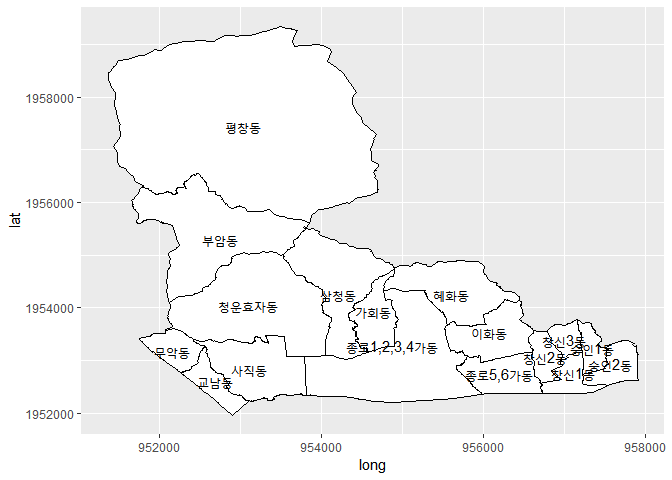 1958000
평창동
1956000
부암동
lat
삼청동
혜화동
1954000
청운효자동
가회동
이화동
창신3동
무악동
종로1,2,3,4가동
숭인1동
창신2동
사직동
숭인2동
교남동
종로5,6가동
창신1동
1952000
952000
954000
956000
958000
long